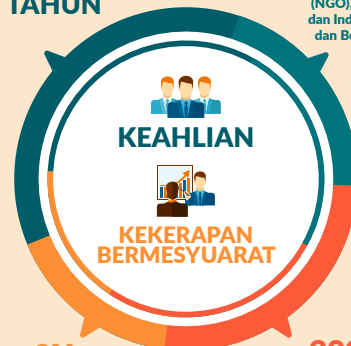 TAHUN
(NGO),
dan Ind
dan Be
KEAHLIAN
KEKERAPAN
BERMESYUARAT